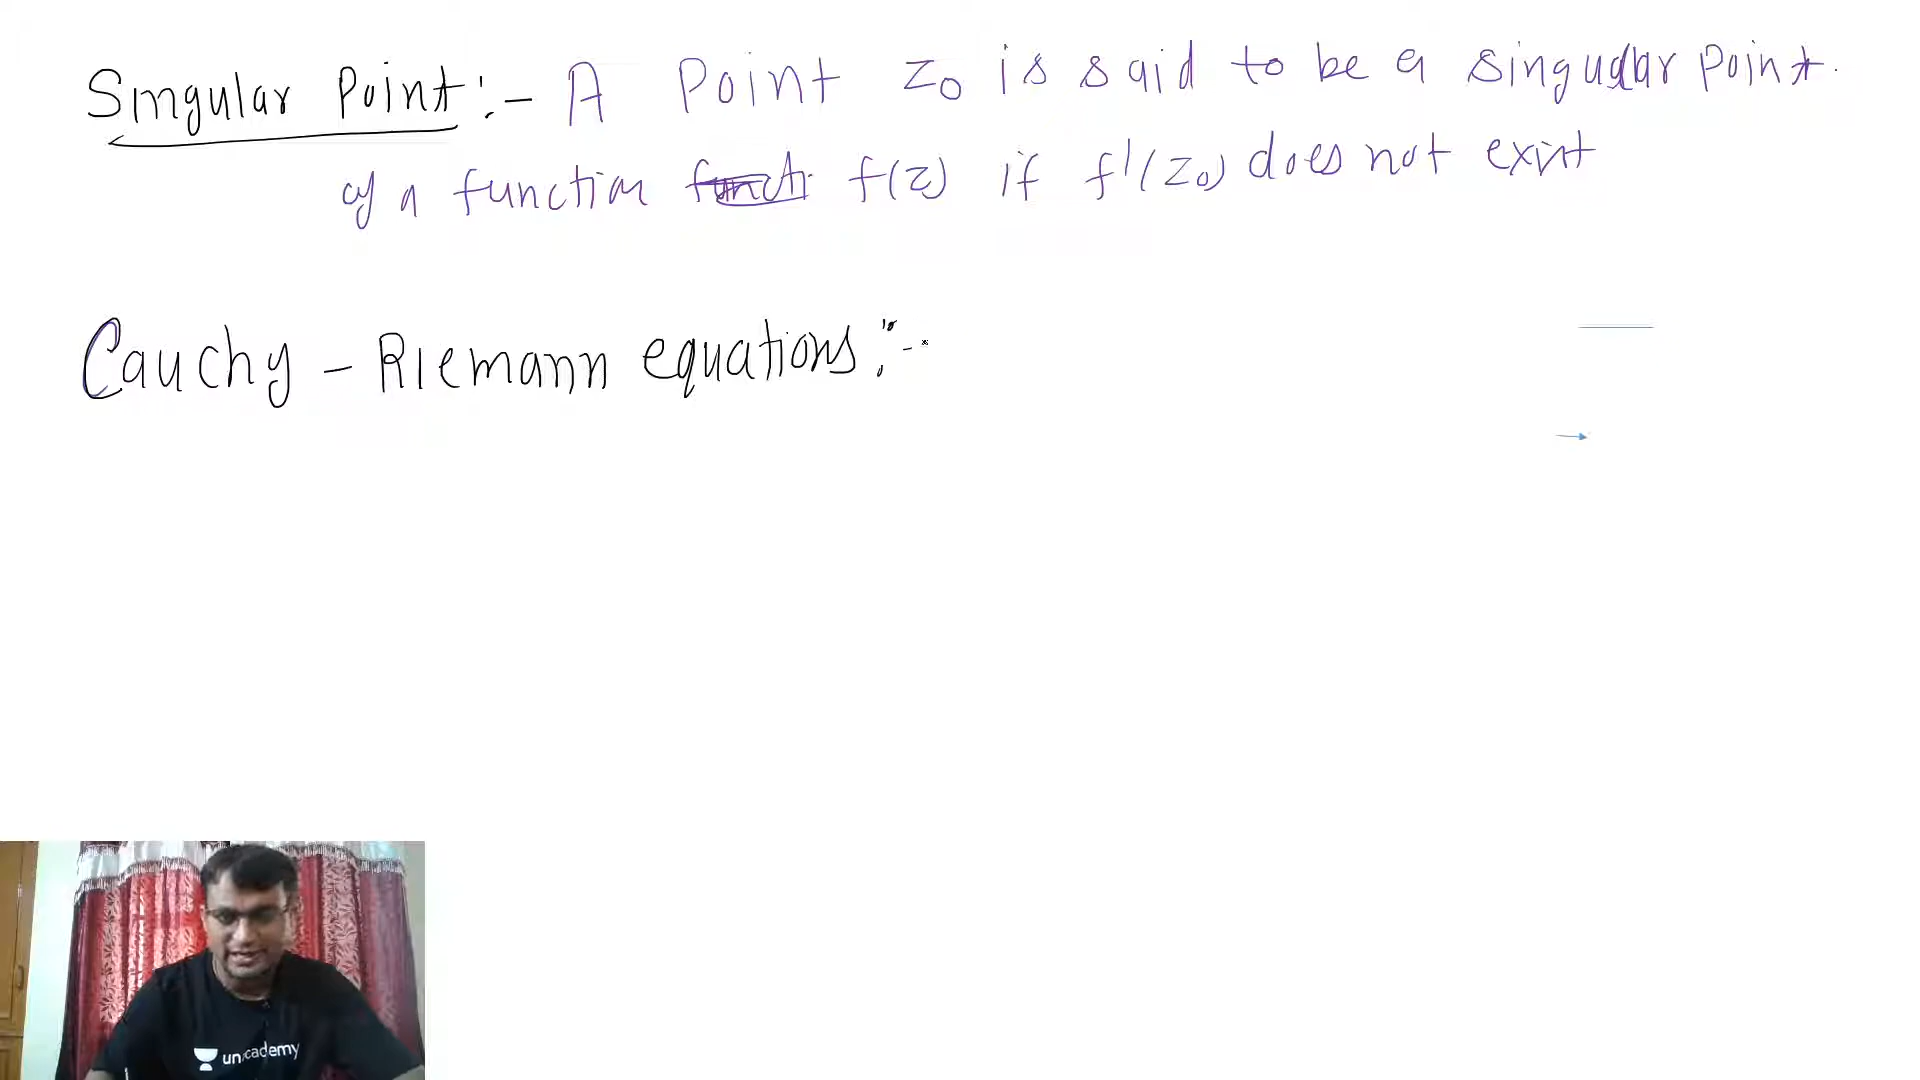 Singular Point :- A Point z₀ is said to be a singular point.
of a function f(z) if f'(z₀) does not exist
Cauchy - Riemann equations :-
unacademy